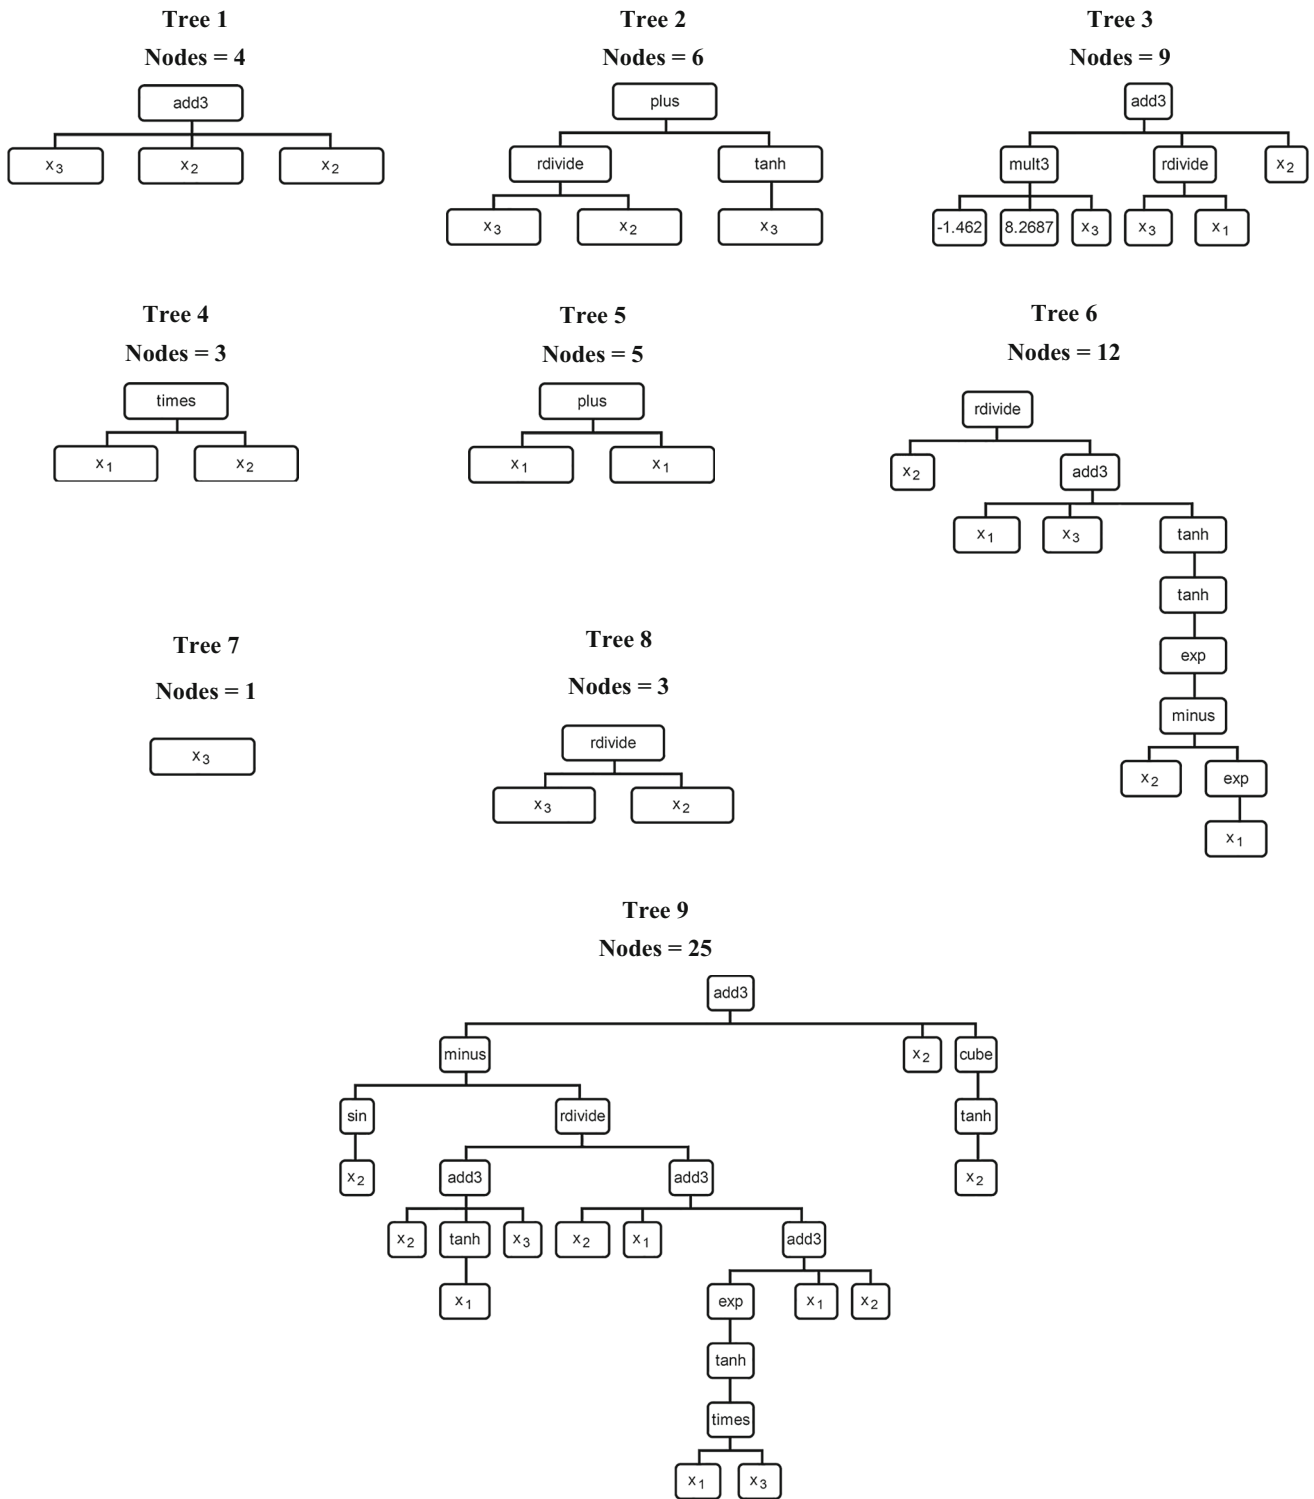 Tree 1
Nodes = 4
add3
x3 x2 x2
Tree 2
Nodes = 6
plus
rdivide tanh
x3 x2 x3
Tree 3
Nodes = 9
add3
mult3 rdivide x2
-1.462 8.2687 x3 x3 x1
Tree 4
Nodes = 3
times
x1 x2
Tree 5
Nodes = 5
plus
x1 x1
Tree 6
Nodes = 12
rdivide
x2 add3
x1 x3 tanh
tanh
exp
minus
x2 exp
x1
Tree 7
Nodes = 1
x3
Tree 8
Nodes = 3
rdivide
x3 x2
Tree 9
Nodes = 25
add3
minus x2 cube
sin rdivide tanh
x2 add3 add3 x2
x2 tanh x3 x2 x1 add3
x1 exp x1 x2
tanh
times
x1 x3